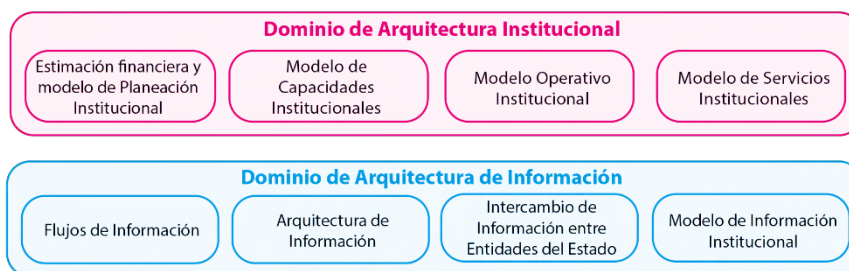 Dominio de Arquitectura Institucional
Estimación financiera y
modelo de Planeación
Institucional
Modelo de
Capacidades
Institucionales
Modelo Operativo
Institucional
Modelo de Servicios
Institucionales
Dominio de Arquitectura de Información
Flujos de Información
Arquitectura de
Información
Intercambio de
Información entre
Entidades del Estado
Modelo de Información
Institucional